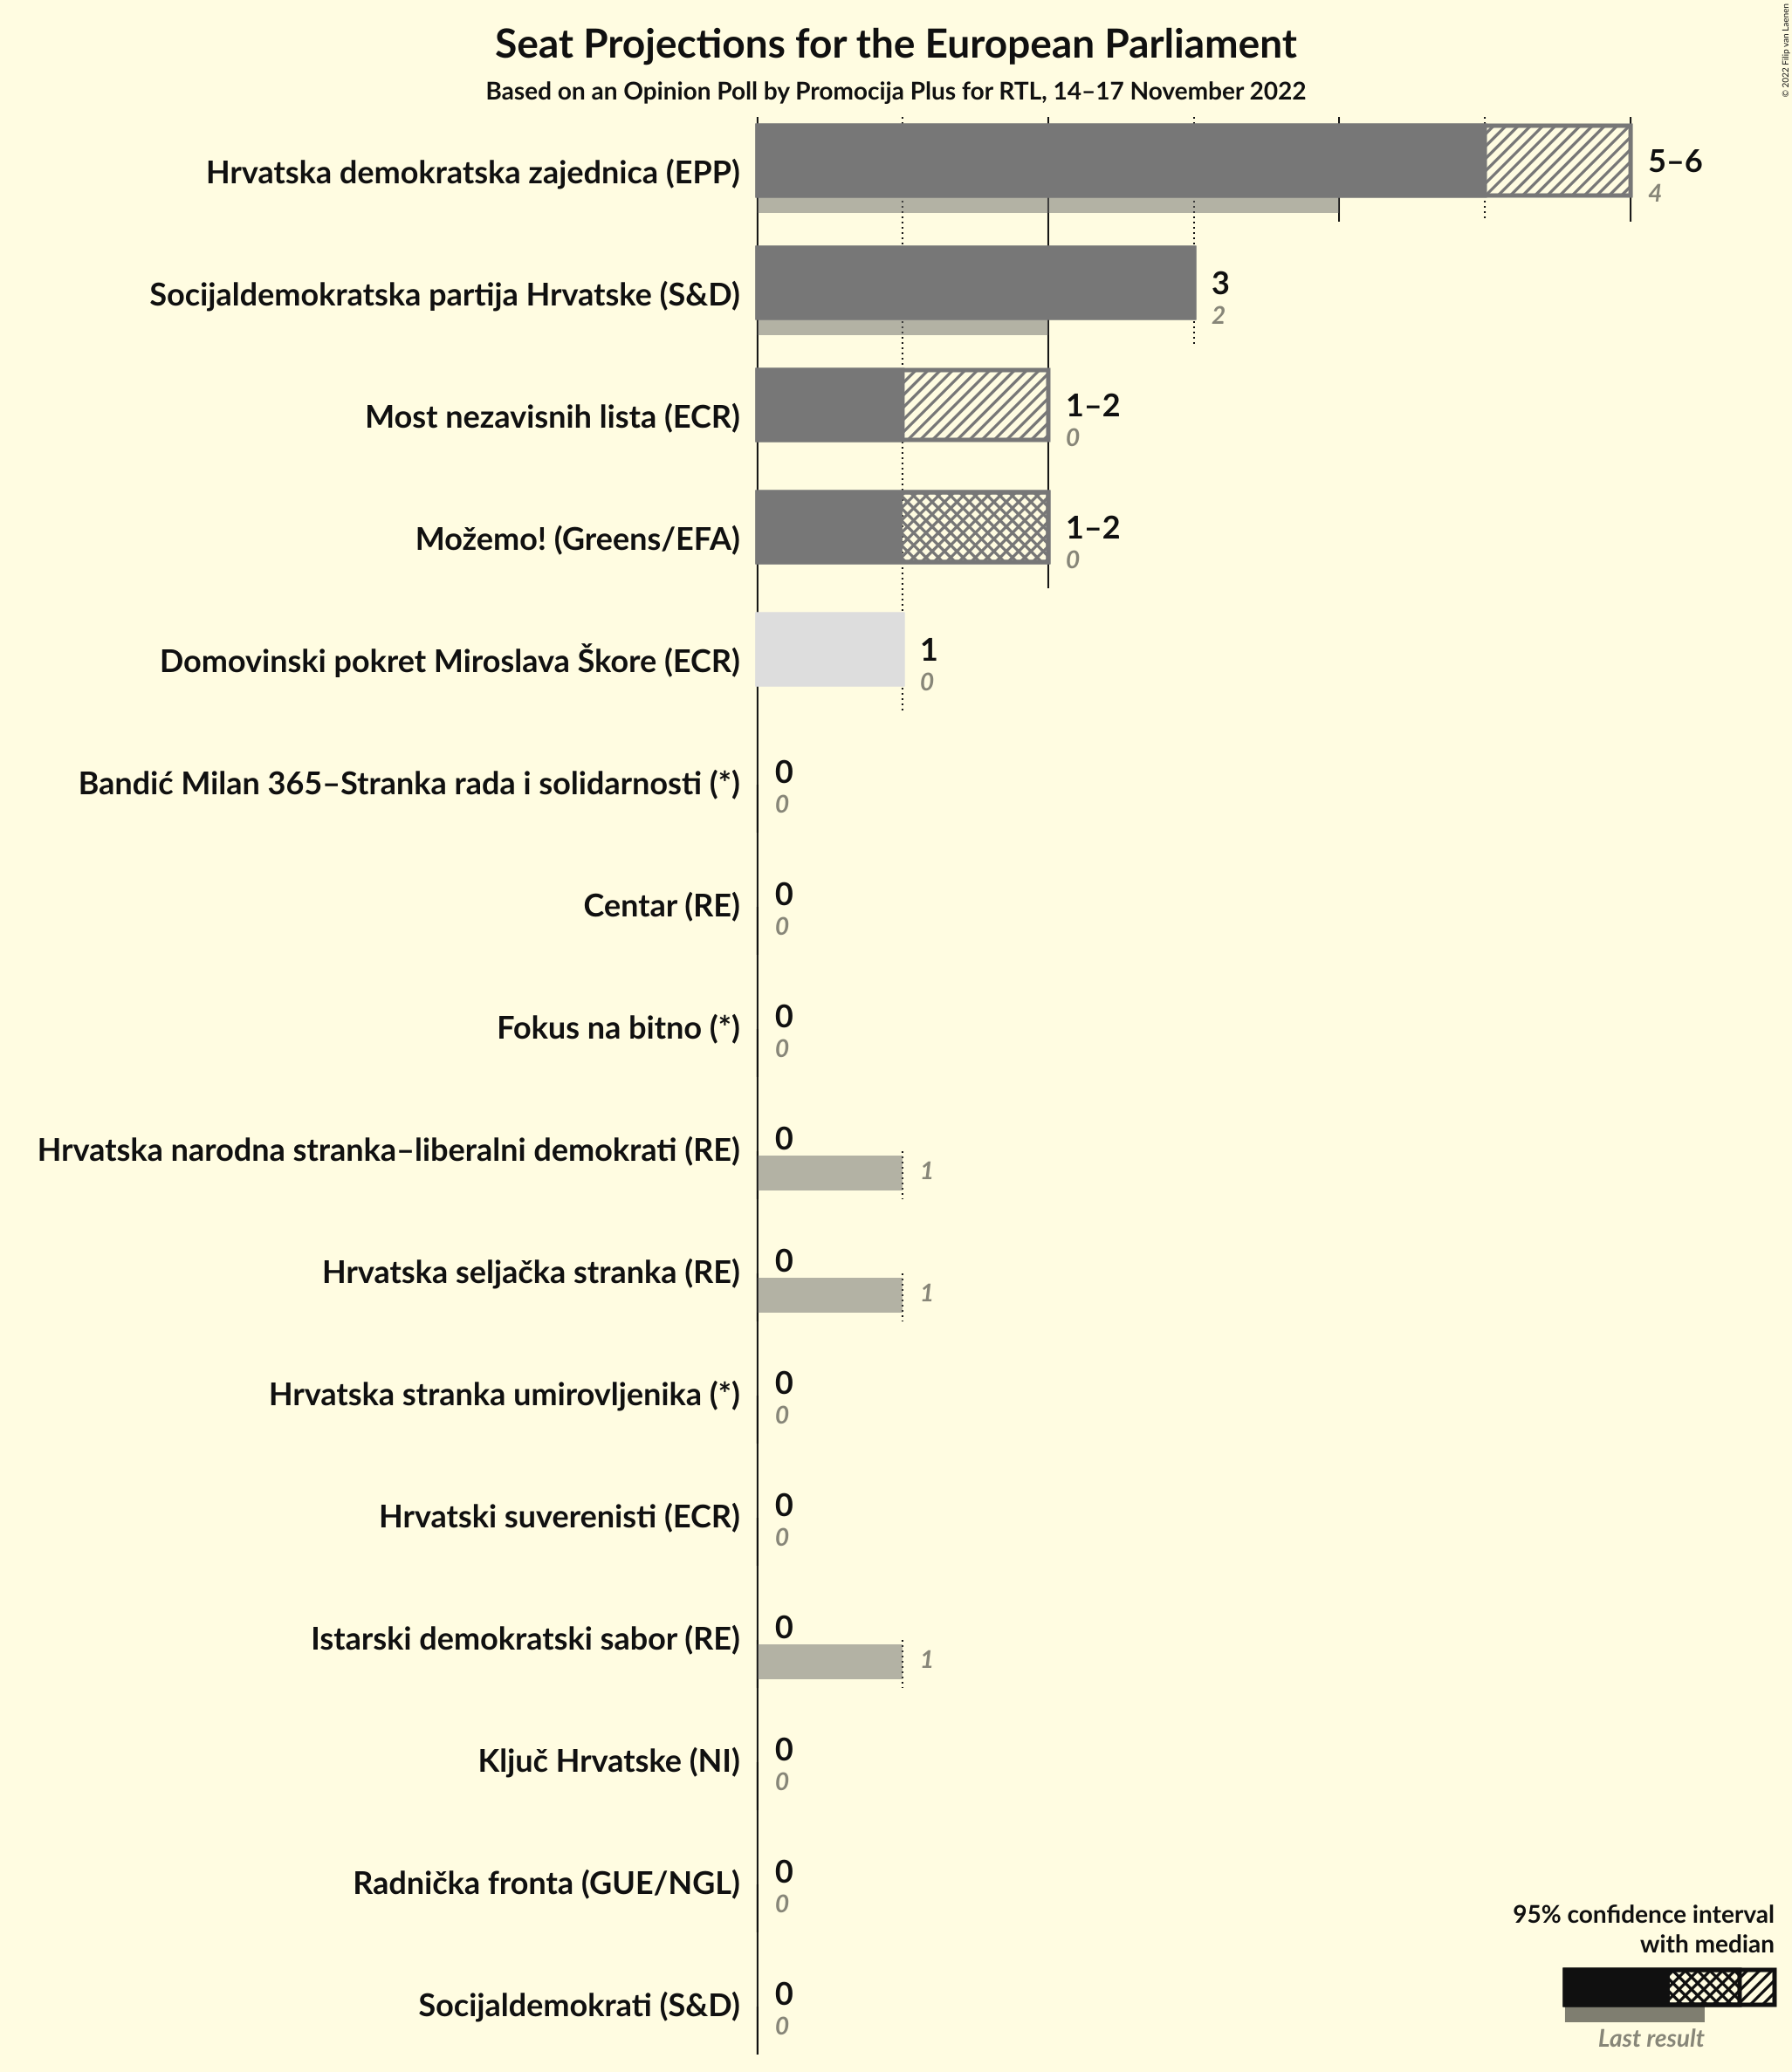 Seat Projections for the European Parliament
Based on an Opinion Poll by Promocija Plus for RTL, 14–17 November 2022
© 2022 Filip van Laenen
Hrvatska demokratska zajednica (EPP)
5–6
4
Socijaldemokratska partija Hrvatske (S&D)
3
2
Most nezavisnih lista (ECR)
1–2
0
Možemo! (Greens/EFA)
1–2
0
Domovinski pokret Miroslava Škore (ECR)
1
0
Bandić Milan 365–Stranka rada i solidarnosti (*)
0
0
Centar (RE)
0
0
Fokus na bitno (*)
0
0
Hrvatska narodna stranka–liberalni demokrati (RE)
0
1
Hrvatska seljačka stranka (RE)
0
1
Hrvatska stranka umirovljenika (*)
0
0
Hrvatski suverenisti (ECR)
0
0
Istarski demokratski sabor (RE)
0
1
Ključ Hrvatske (NI)
0
0
Radnička fronta (GUE/NGL)
0
0
Socijaldemokrati (S&D)
0
0
95% confidence interval
with median
Last result